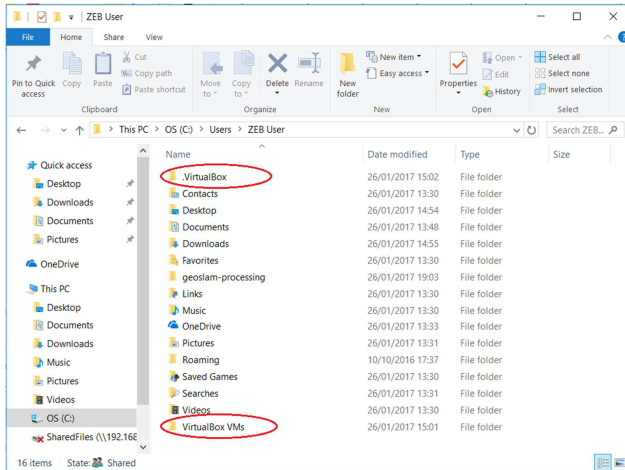 ZEB User
File Home Share View
Pin to Quick access
Copy
Paste
Cut
Copy path
Paste shortcut
Clipboard
Move to
Copy to
Delete
Rename
Organize
New folder
New item
Easy access
New
Properties
Open
Edit
History
Open
Select all
Select none
Invert selection
Select
This PC > OS (C:) > Users > ZEB User
Search ZEB...
Name Date modified Type Size
Quick access
Desktop
Downloads
Documents
Pictures
OneDrive
This PC
Desktop
Documents
Downloads
Music
Pictures
Videos
OS (C:)
SharedFiles (\\192.168
.VirtualBox 26/01/2017 15:02 File folder
Contacts 26/01/2017 13:30 File folder
Desktop 26/01/2017 14:54 File folder
Documents 26/01/2017 13:48 File folder
Downloads 26/01/2017 14:55 File folder
Favorites 26/01/2017 13:30 File folder
geoslam-processing 26/01/2017 19:03 File folder
Links 26/01/2017 13:30 File folder
Music 26/01/2017 13:30 File folder
OneDrive 26/01/2017 13:33 File folder
Pictures 26/01/2017 13:31 File folder
Roaming 10/10/2016 17:37 File folder
Saved Games 26/01/2017 13:30 File folder
Searches 26/01/2017 13:31 File folder
Videos 26/01/2017 13:30 File folder
VirtualBox VMs 26/01/2017 15:01 File folder
16 items State: Shared